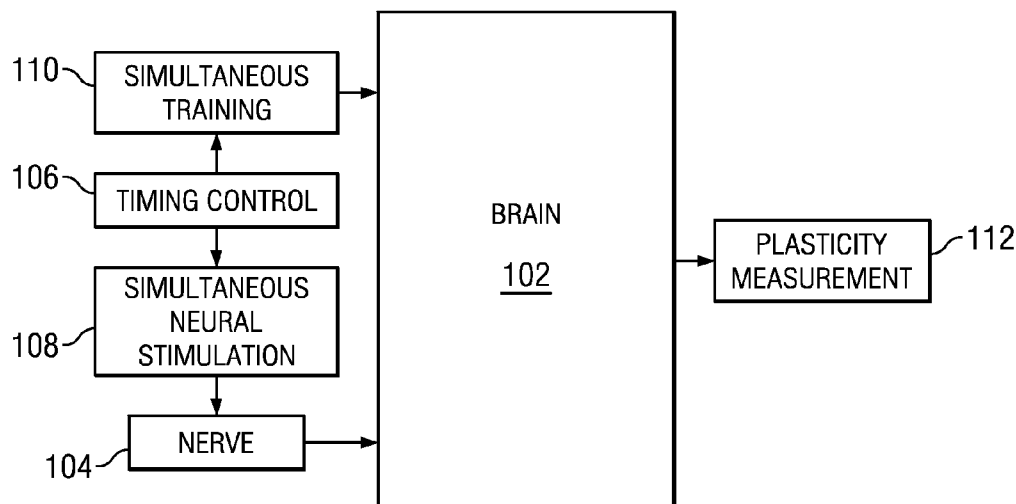 110
SIMULTANEOUS
TRAINING
106
TIMING CONTROL
108
SIMULTANEOUS
NEURAL
STIMULATION
104
NERVE
BRAIN
102
PLASTICITY
MEASUREMENT
112